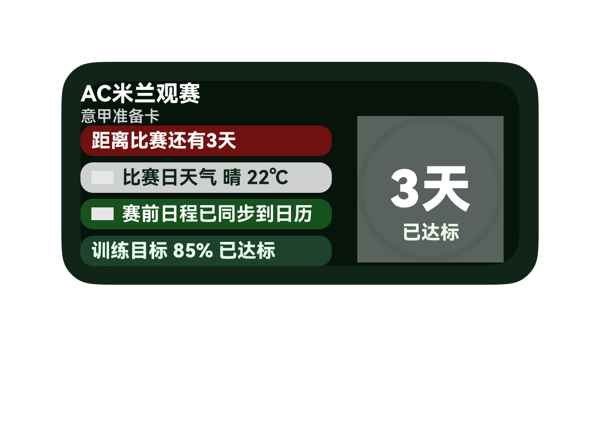 AC米兰观赛
意甲准备卡
距离比赛还有3天
比赛日天气 晴 22℃
赛前日程已同步到日历
训练目标 85% 已达标
3天
已达标